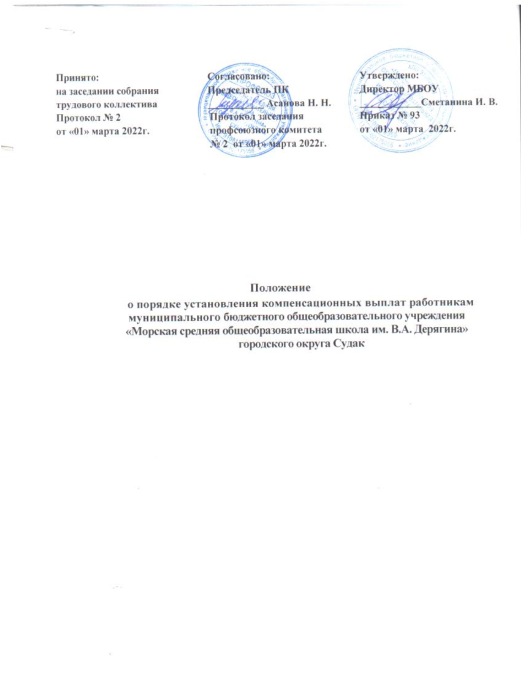 Принято:
на заседании собрания
трудового коллектива
Протокол № 2
от «01» марта 2022г.
Согласовано:
Председатель ПК
Асанова Н. Н.
Протокол заседания
профсоюзного комитета
№ 2 от «01» марта 2022г.
Утверждено:
Директор МБОУ
Сметанина И. В.
Приказ № 93
от «01» марта 2022г.
Положение
о порядке установления компенсационных выплат работникам
муниципального бюджетного общеобразовательного учреждения
«Морская средняя общеобразовательная школа им. В.А. Дерягина»
городского округа Судак